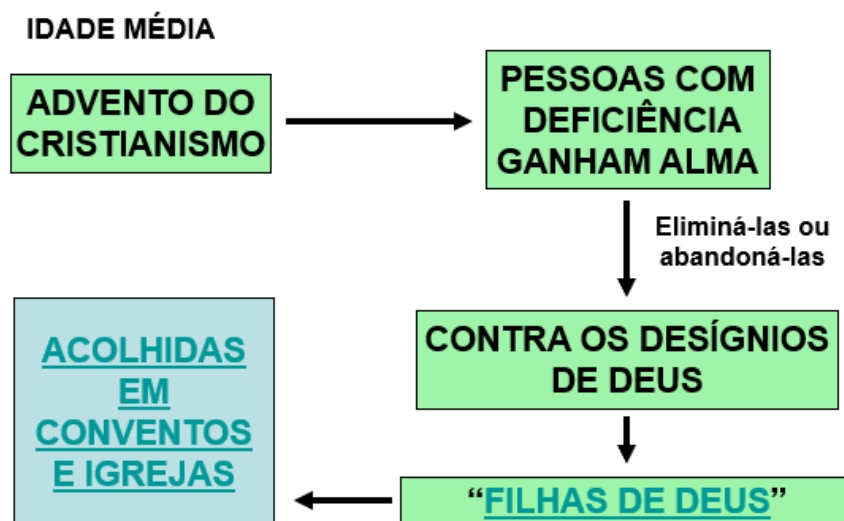 IDADE MÉDIA
ADVENTO DO
CRISTIANISMO
PESSOAS COM
DEFICIÊNCIA
GANHAM ALMA
Eliminá-las ou
abandoná-las
CONTRA OS DESÍGNIOS
DE DEUS
“FILHAS DE DEUS”
ACOLHIDAS
EM
CONVENTOS
E IGREJAS